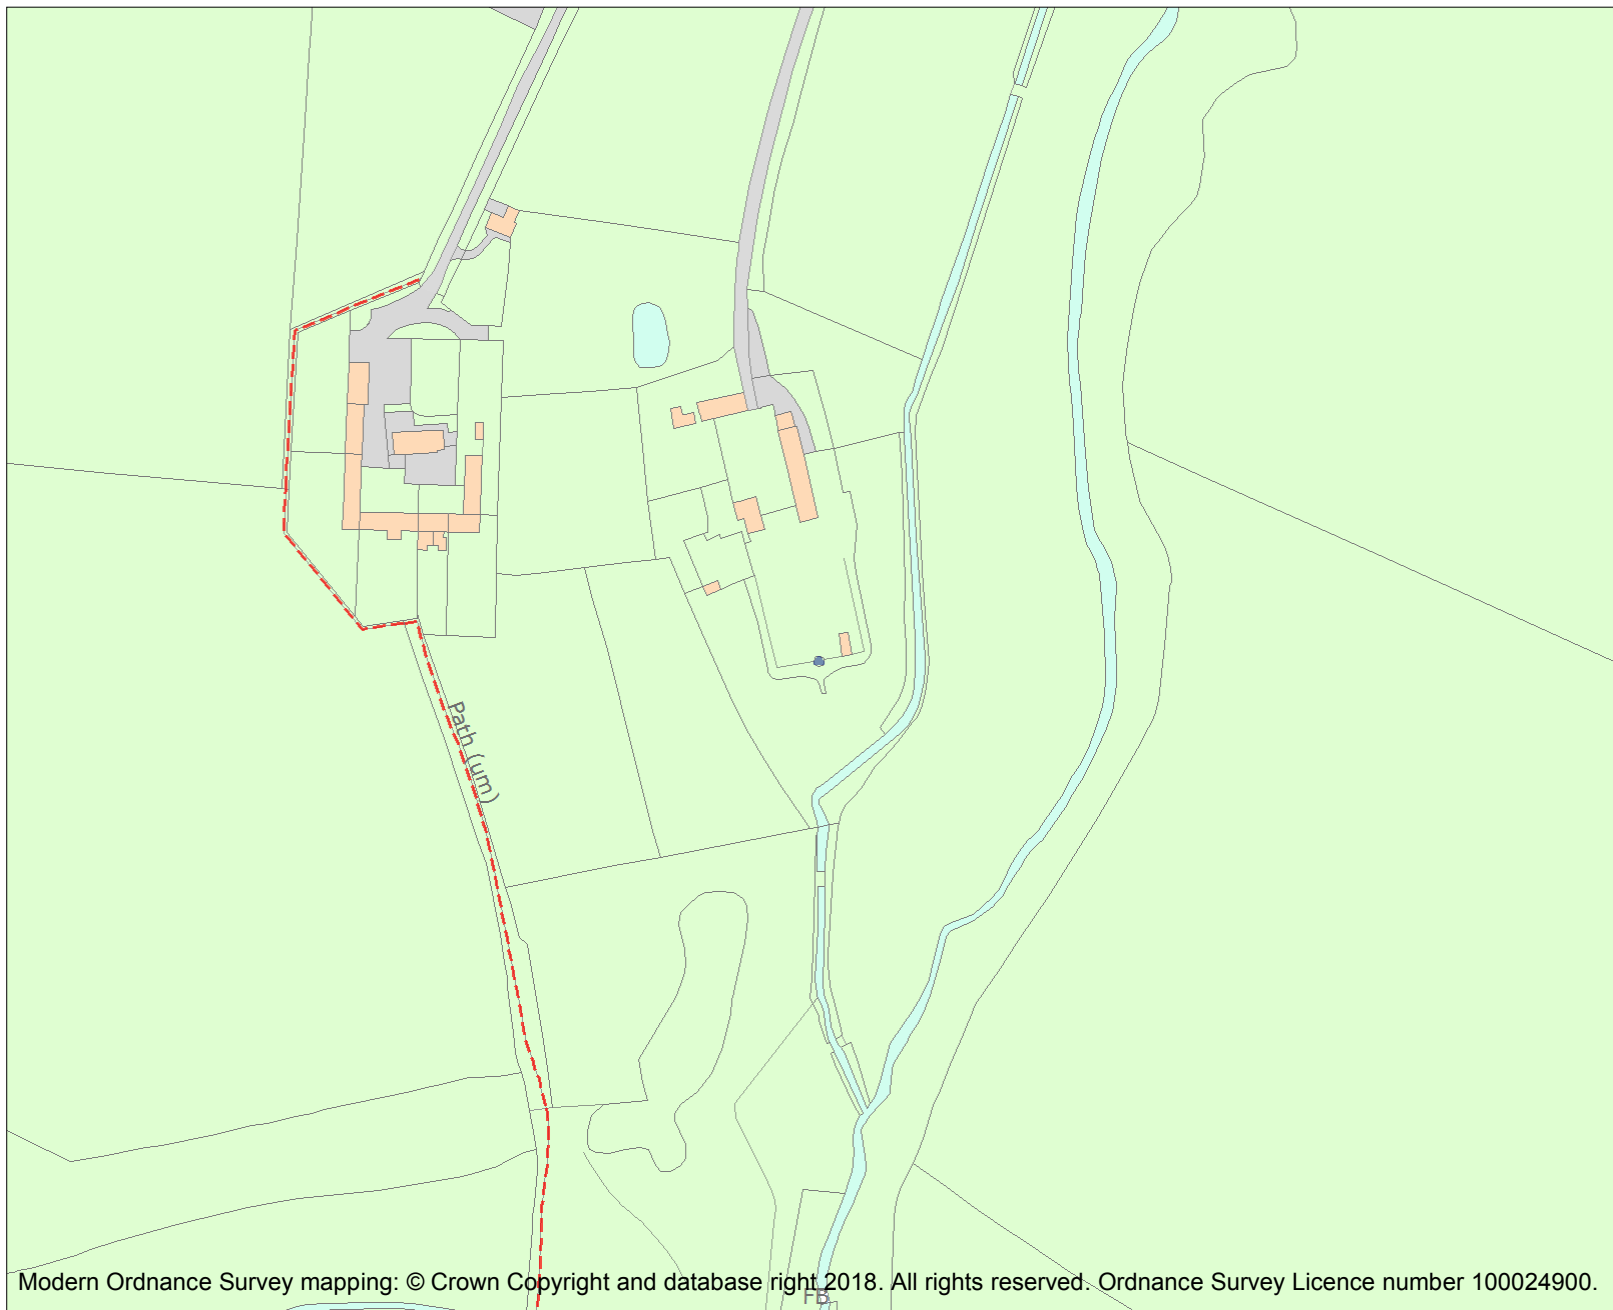 Path (um)
Modern Ordnance Survey mapping: © Crown Copyright and database right 2018. All rights reserved. Ordnance Survey Licence number 100024900.
FB